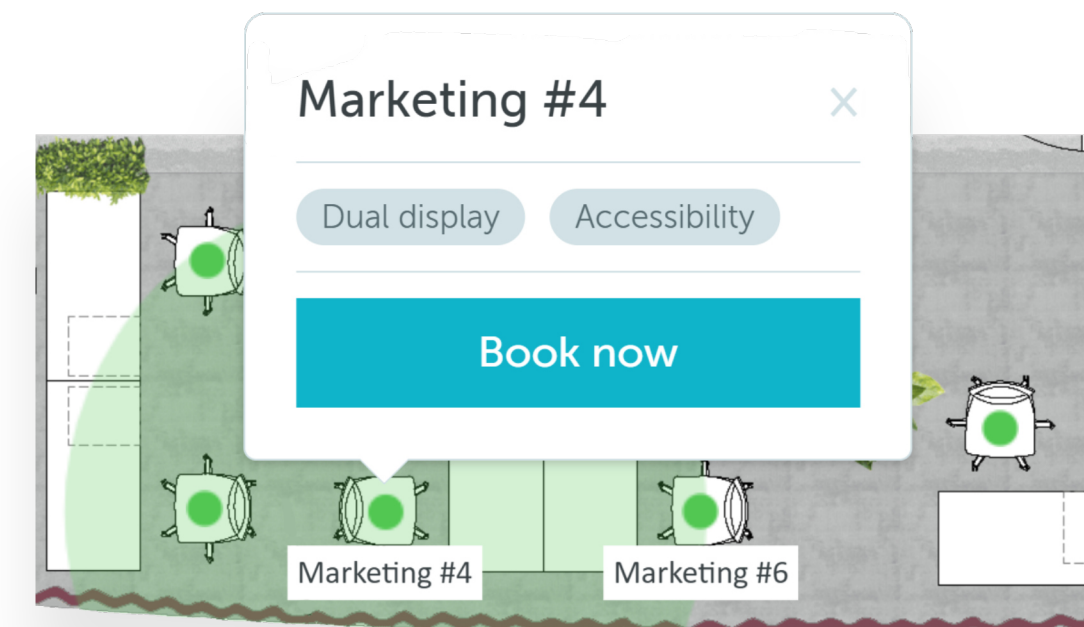 Marketing #4
Dual display Accessibility
Book now
Marketing #4 Marketing #6